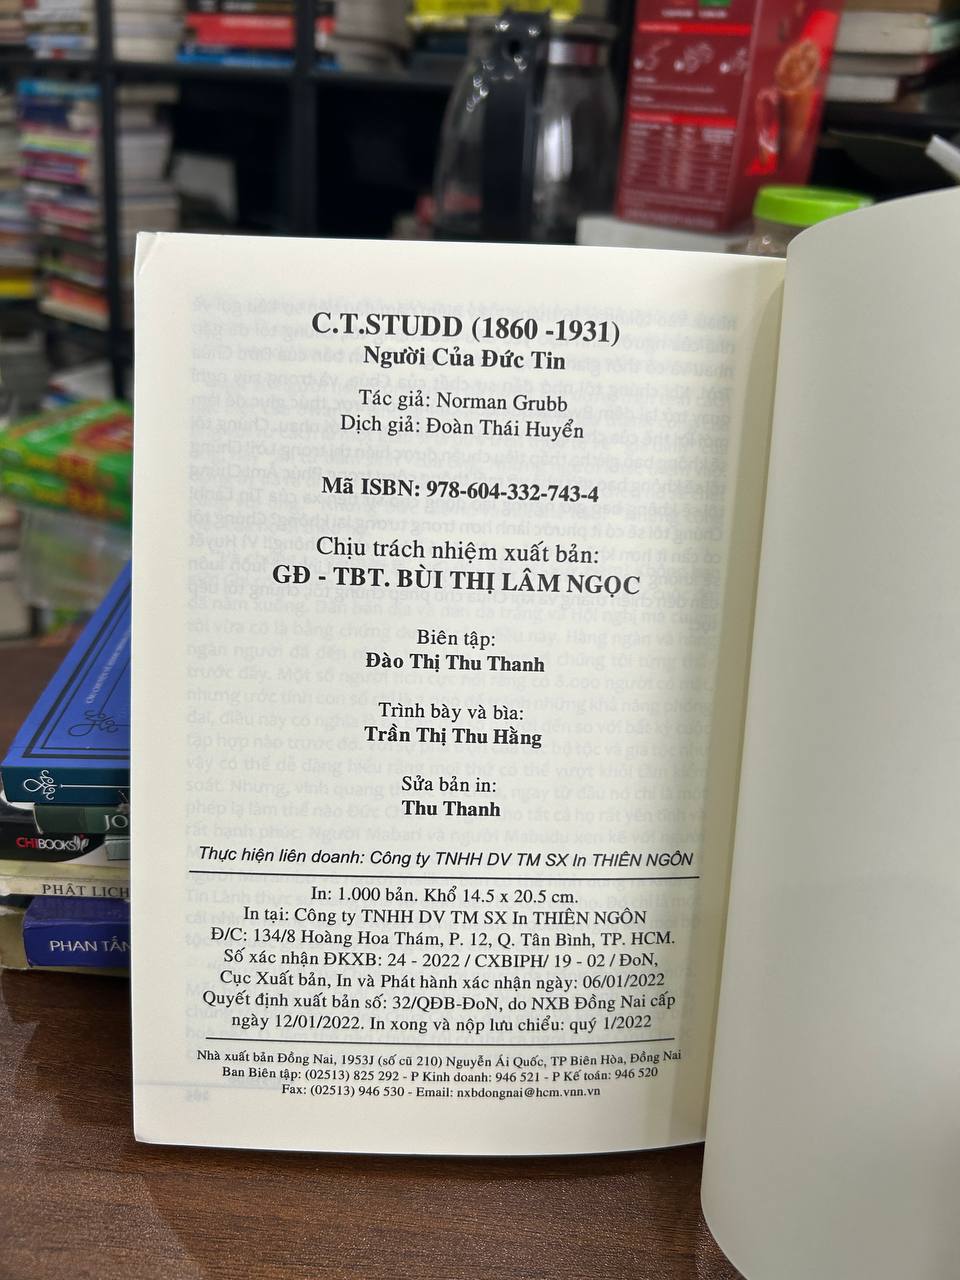 C.T.STUDD (1860 -1931)
Người Của Đức Tin
Tác giả: Norman Grubb
Dịch giả: Đoàn Thái Huyển
Mã ISBN: 978-604-332-743-4
Chịu trách nhiệm xuất bản:
GĐ - TBT. BÙI THỊ LÂM NGỌC
Biên tập:
Đào Thị Thu Thanh
Trình bày và bìa:
Trần Thị Thu Hằng
Sửa bản in:
Thu Thanh
Thực hiện liên doanh: Công ty TNHH DV TM SX In THIÊN NGÔN
In: 1.000 bản. Khổ 14.5 x 20.5 cm.
In tại: Công ty TNHH DV TM SX In THIÊN NGÔN
Đ/C: 134/8 Hoàng Hoa Thám, P. 12, Q. Tân Bình, TP. HCM.
Số xác nhận ĐKXB: 24 - 2022 / CXBIPH/ 19 - 02 / ĐoN,
Cục Xuất bản, In và Phát hành xác nhận ngày: 06/01/2022
Quyết định xuất bản số: 32/QĐB-ĐoN, do NXB Đồng Nai cấp
ngày 12/01/2022. In xong và nộp lưu chiểu: quý 1/2022
Nhà xuất bản Đồng Nai, 1953J (số cũ 210) Nguyễn Ái Quốc, TP Biên Hòa, Đồng Nai
Ban Biên tập: (02513) 825 292 - P Kinh doanh: 946 521 - P Kế toán: 946 520
Fax: (02513) 946 530 - Email: nxbdongnai@hcm.vnn.vn
JO
CHIBOOKS
PHẬT LỊCH
PHAN TẤN